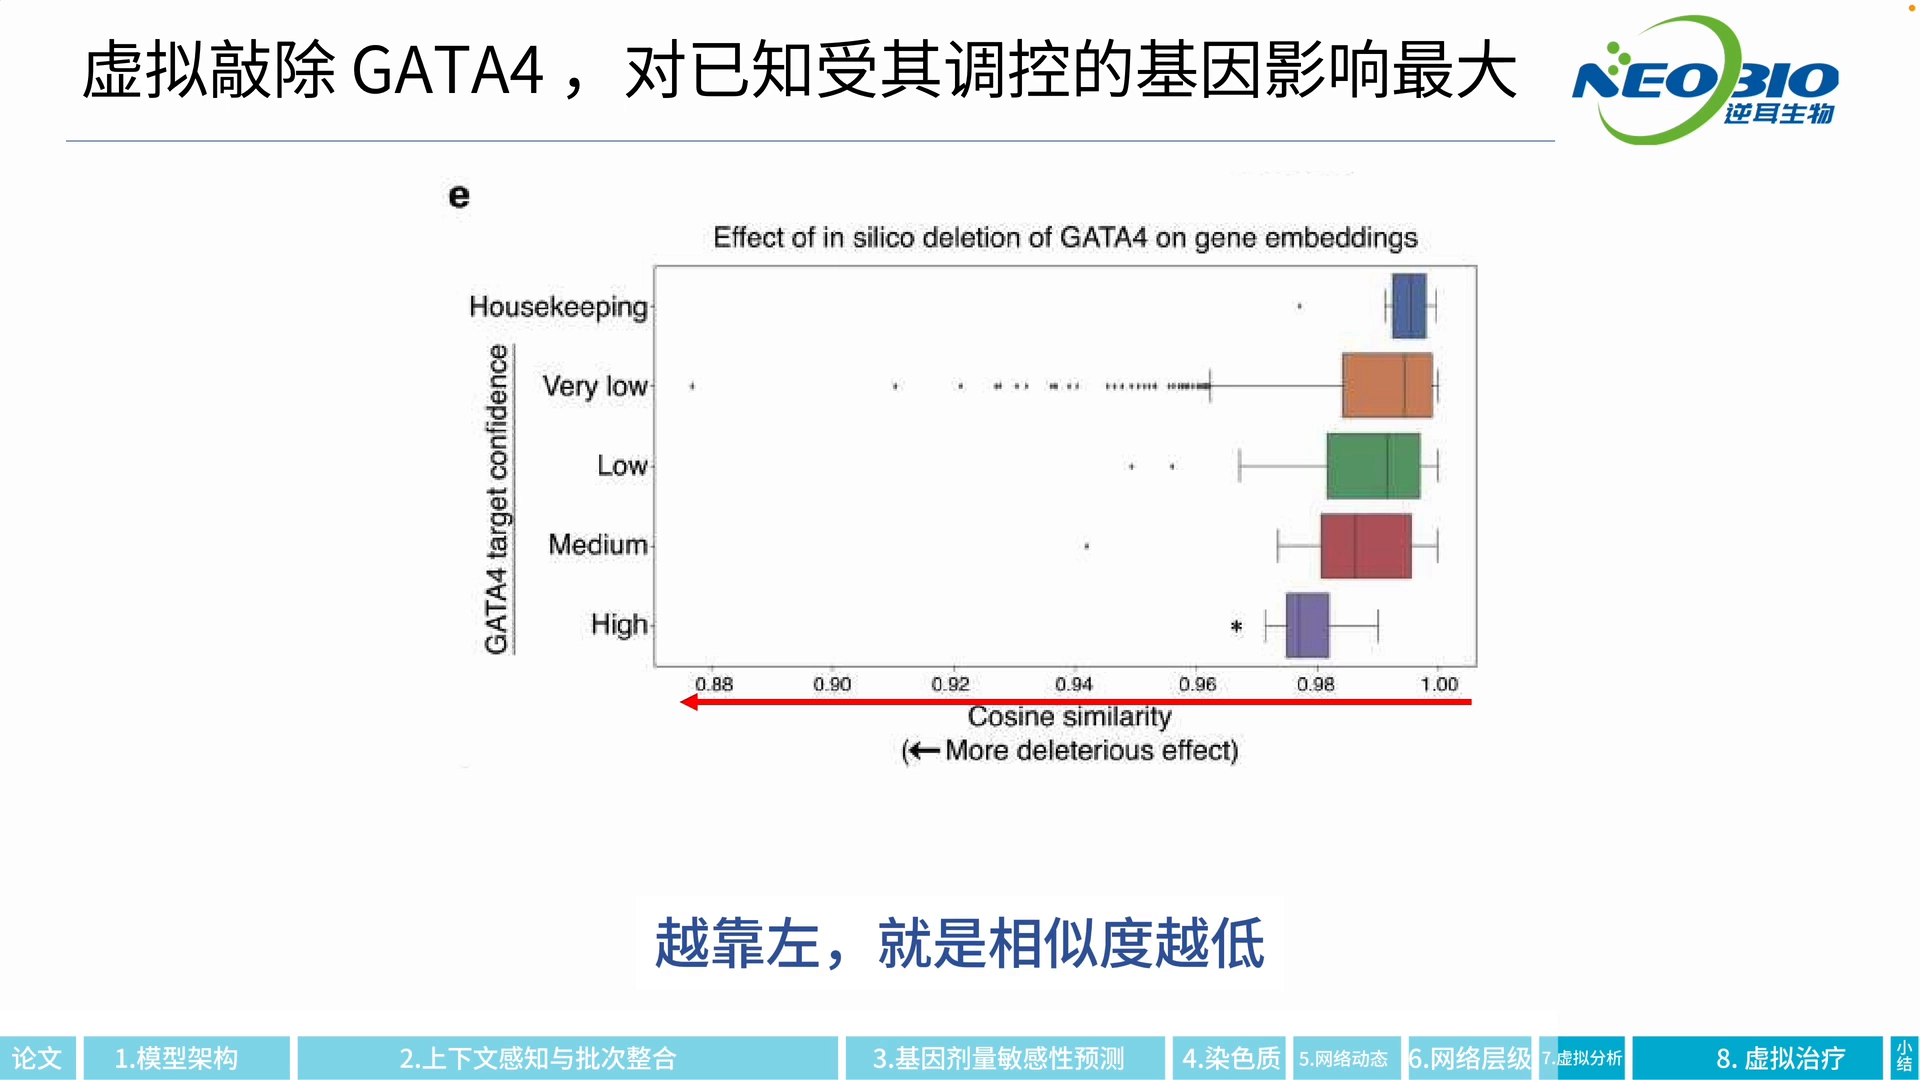 虚拟敲除 GATA4 ，对已知受其调控的基因影响最大
NEOBIO
逆耳生物
e
Effect of in silico deletion of GATA4 on gene embeddings
Housekeeping
Very low
Low
Medium
High
GATA4 target confidence
*
0.88 0.90 0.92 0.94 0.96 0.98 1.00
Cosine similarity
(← More deleterious effect)
越靠左，就是相似度越低
论文 1.模型架构 2.上下文感知与批次整合 3.基因剂量敏感性预测 4.染色质 5.网络动态 6.网络层级 7.虚拟分析 8. 虚拟治疗 小结